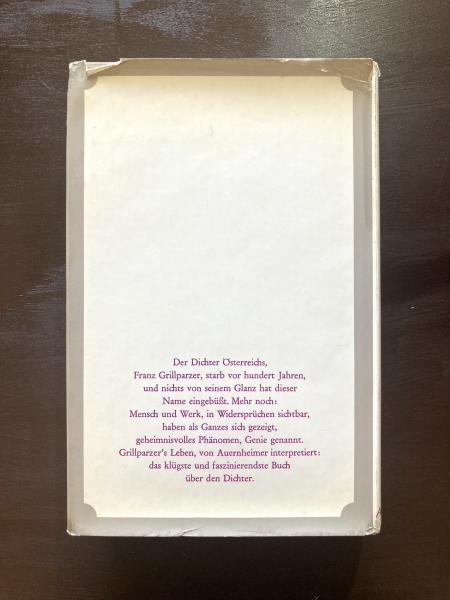 Der Dichter Österreichs,
Franz Grillparzer, starb vor hundert Jahren,
und nichts von seinem Glanz hat dieser
Name eingebüßt. Mehr noch:
Mensch und Werk, in Widersprüchen sichtbar,
haben als Ganzes sich gezeigt,
geheimnisvolles Phänomen, Genie genannt.
Grillparzer's Leben, von Auernheimer interpretiert:
das klügste und faszinierendste Buch
über den Dichter.